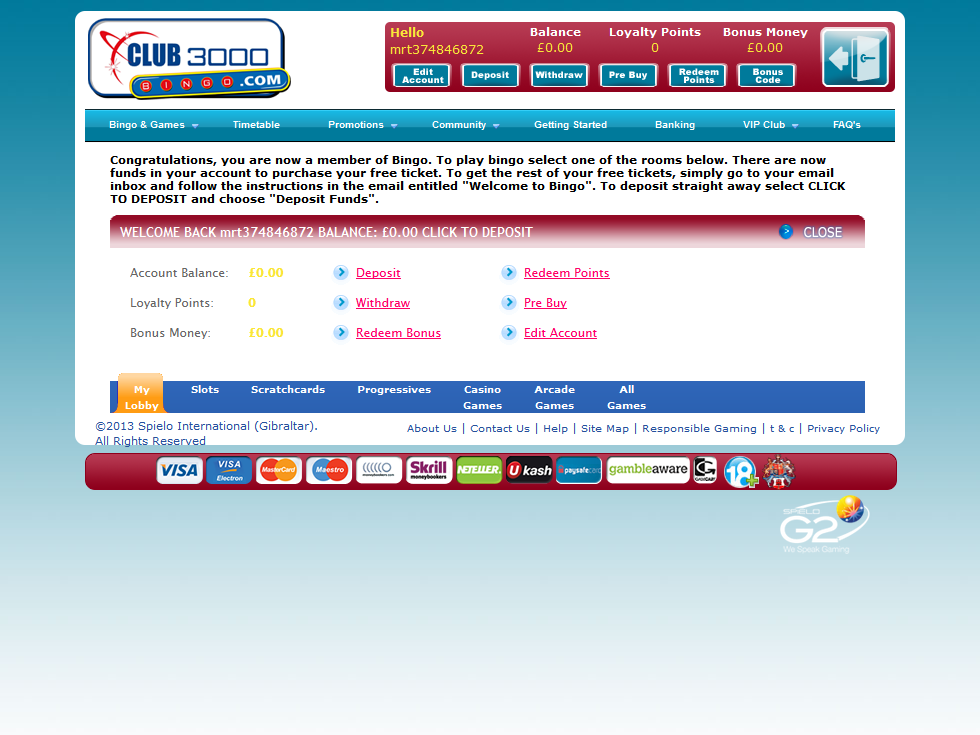 CLUB 3000
BINGO.COM
Hello
mrt374846872
Balance
£0.00
Loyalty Points
0
Bonus Money
£0.00
Edit
Account
Deposit
Withdraw
Pre Buy
Redeem
Points
Bonus
Code
Bingo & Games
Timetable
Promotions
Community
Getting Started
Banking
VIP Club
FAQ's
Congratulations, you are now a member of Bingo. To play bingo select one of the rooms below. There are now
funds in your account to purchase your free ticket. To get the rest of your free tickets, simply go to your email
inbox and follow the instructions in the email entitled "Welcome to Bingo". To deposit straight away select CLICK
TO DEPOSIT and choose "Deposit Funds".
WELCOME BACK mrt374846872 BALANCE: £0.00 CLICK TO DEPOSIT
CLOSE
Account Balance: £0.00 Deposit Redeem Points
Loyalty Points: 0 Withdraw Pre Buy
Bonus Money: £0.00 Redeem Bonus Edit Account
My
Lobby
Slots
Scratchcards
Progressives
Casino
Games
Arcade
Games
All
Games
©2013 Spielo International (Gibraltar).
All Rights Reserved
About Us | Contact Us | Help | Site Map | Responsible Gaming | t & c | Privacy Policy
VISA
VISA
Electron
MasterCard
Maestro
moneybookers.com
Skrill
moneybookers
NETELLER
Ukash
paysafecard
gambleaware
G
GAMCARE
18+
SPIELO
G2
We Speak Gaming